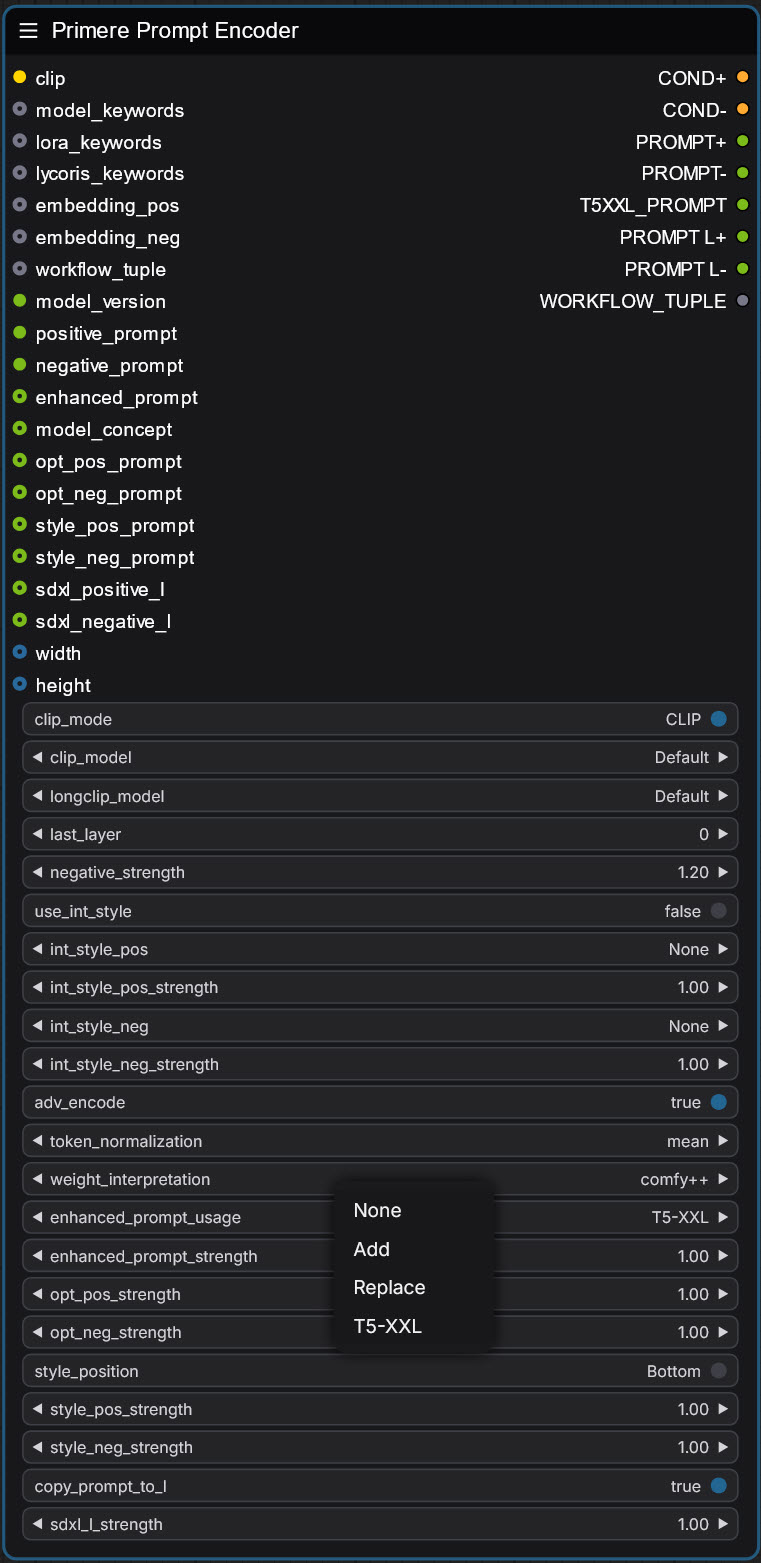 Primere Prompt Encoder
clip COND+
model_keywords COND-
lora_keywords PROMPT+
lycoris_keywords PROMPT-
embedding_pos T5XXL_PROMPT
embedding_neg PROMPT L+
workflow_tuple PROMPT L-
model_version WORKFLOW_TUPLE
positive_prompt
negative_prompt
enhanced_prompt
model_concept
opt_pos_prompt
opt_neg_prompt
style_pos_prompt
style_neg_prompt
sdxl_positive_l
sdxl_negative_l
width
height
clip_mode CLIP
clip_model Default
longclip_model Default
last_layer 0
negative_strength 1.20
use_int_style false
int_style_pos None
int_style_pos_strength 1.00
int_style_neg None
int_style_neg_strength 1.00
adv_encode true
token_normalization mean
weight_interpretation comfy++
enhanced_prompt_usage T5-XXL
enhanced_prompt_strength 1.00
opt_pos_strength 1.00
opt_neg_strength 1.00
None
Add
Replace
T5-XXL
style_position Bottom
style_pos_strength 1.00
style_neg_strength 1.00
copy_prompt_to_l true
sdxl_l_strength 1.00